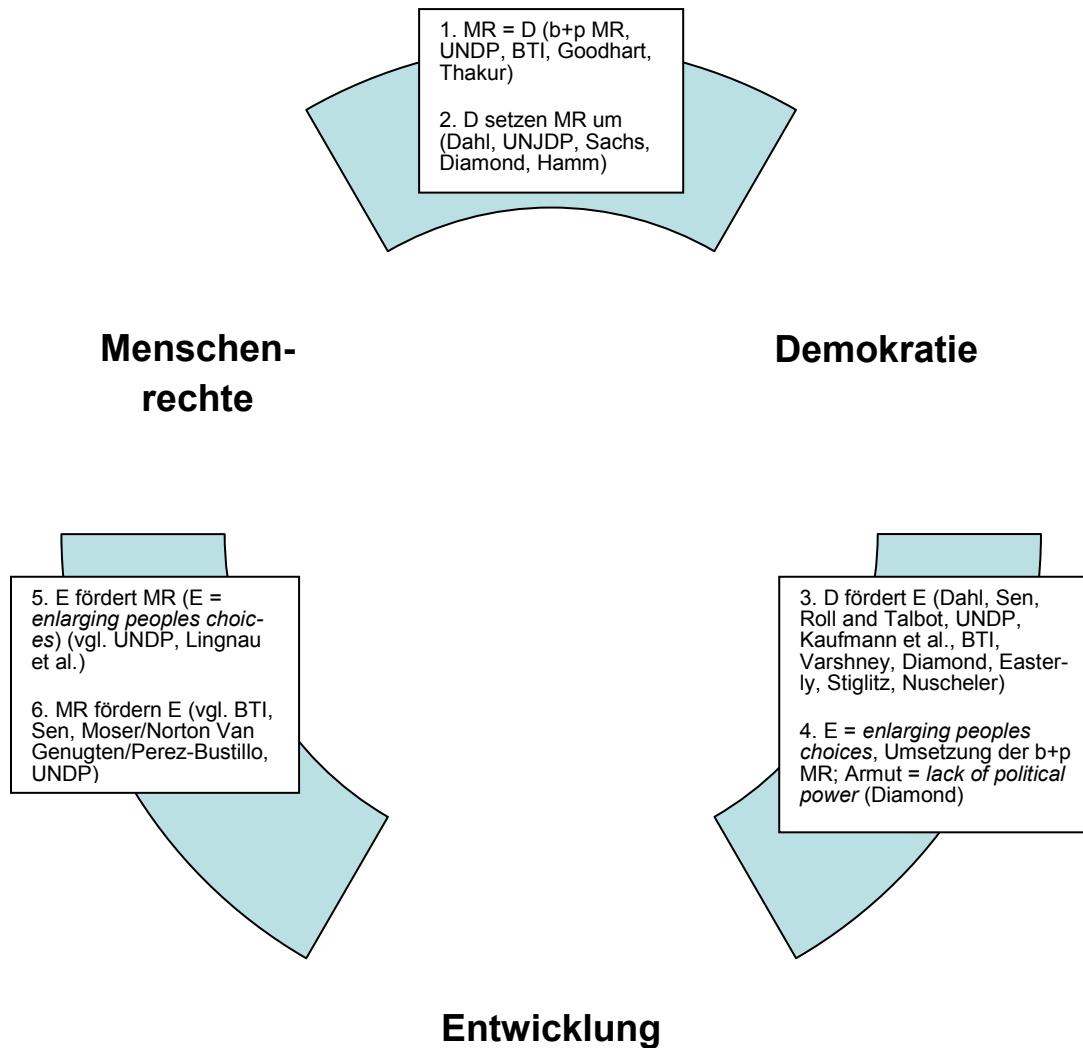 1. MR = D (b+p MR,
UNDP, BTI, Goodhart,
Thakur)
2. D setzen MR um
(Dahl, UNJDP, Sachs,
Diamond, Hamm)
Menschen-
rechte
Demokratie
5. E fördert MR (E =
enlarging peoples choic-
es) (vgl. UNDP, Lingnau
et al.)
6. MR fördern E (vgl. BTI,
Sen, Moser/Norton Van
Genugten/Perez-Bustillo,
UNDP)
3. D fördert E (Dahl, Sen,
Roll and Talbot, UNDP,
Kaufmann et al., BTI,
Varshney, Diamond, Easter-
ly, Stiglitz, Nuscheler)
4. E = enlarging peoples
choices, Umsetzung der b+p
MR; Armut = lack of political
power (Diamond)
Entwicklung